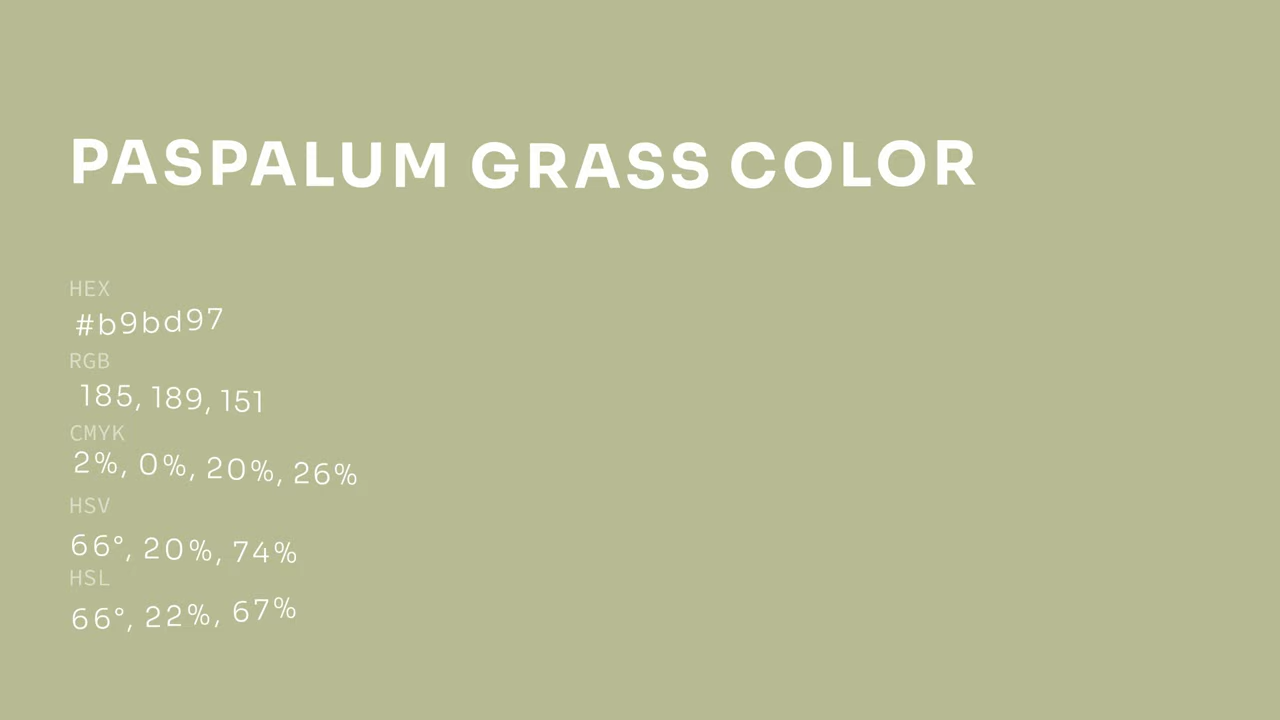 PASPALUM GRASS COLOR
HEX
#b9bd97
RGB
185, 189, 151
CMYK
2%, 0%, 20%, 26%
HSV
66°, 20%, 74%
HSL
66°, 22%, 67%